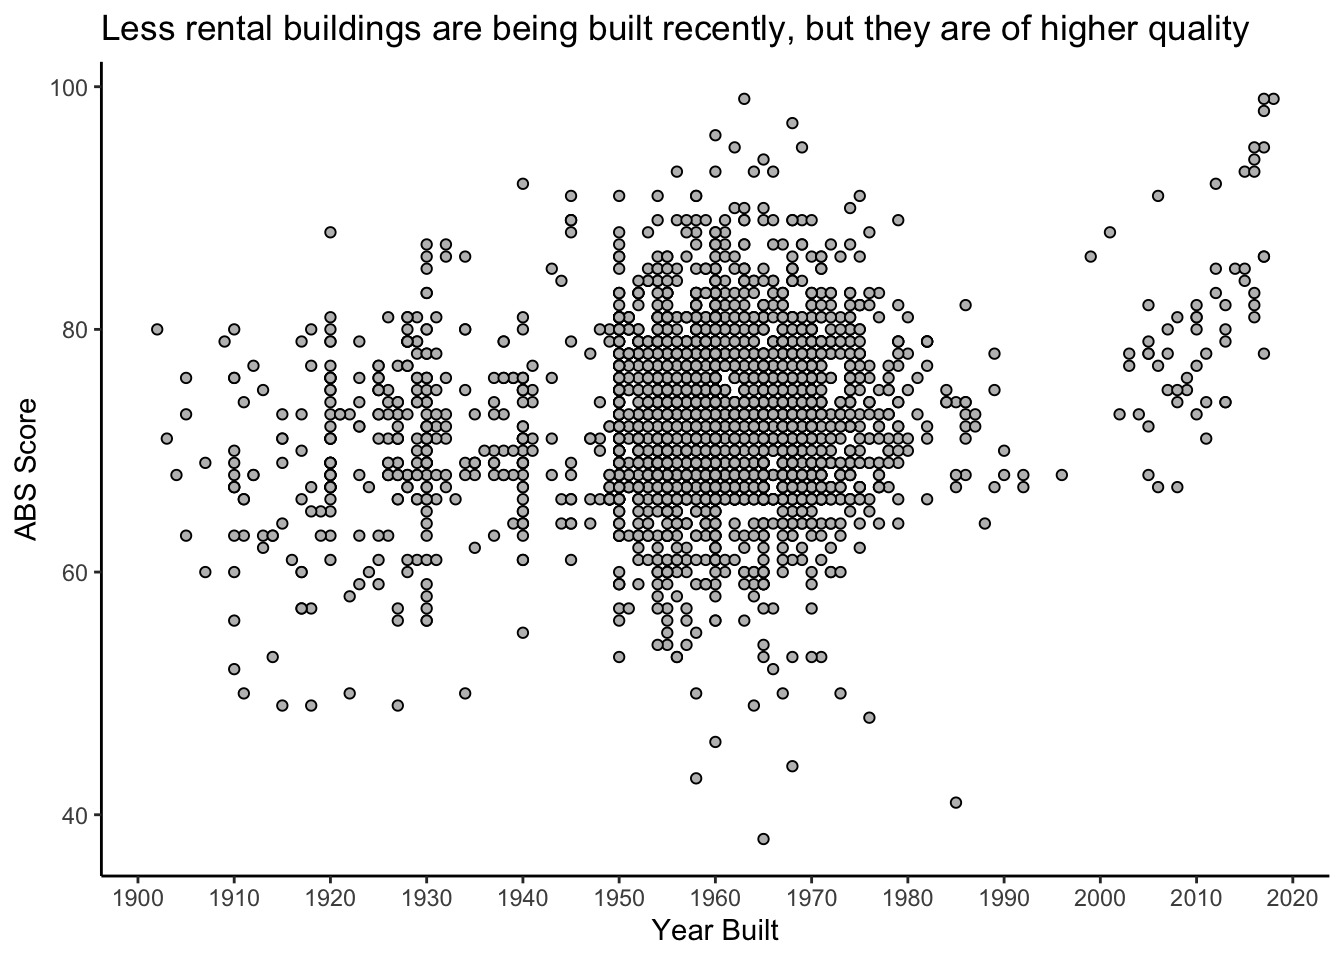 Less rental buildings are being built recently, but they are of higher quality
100
80
60
40
ABS Score
1900 1910 1920 1930 1940 1950 1960 1970 1980 1990 2000 2010 2020
Year Built